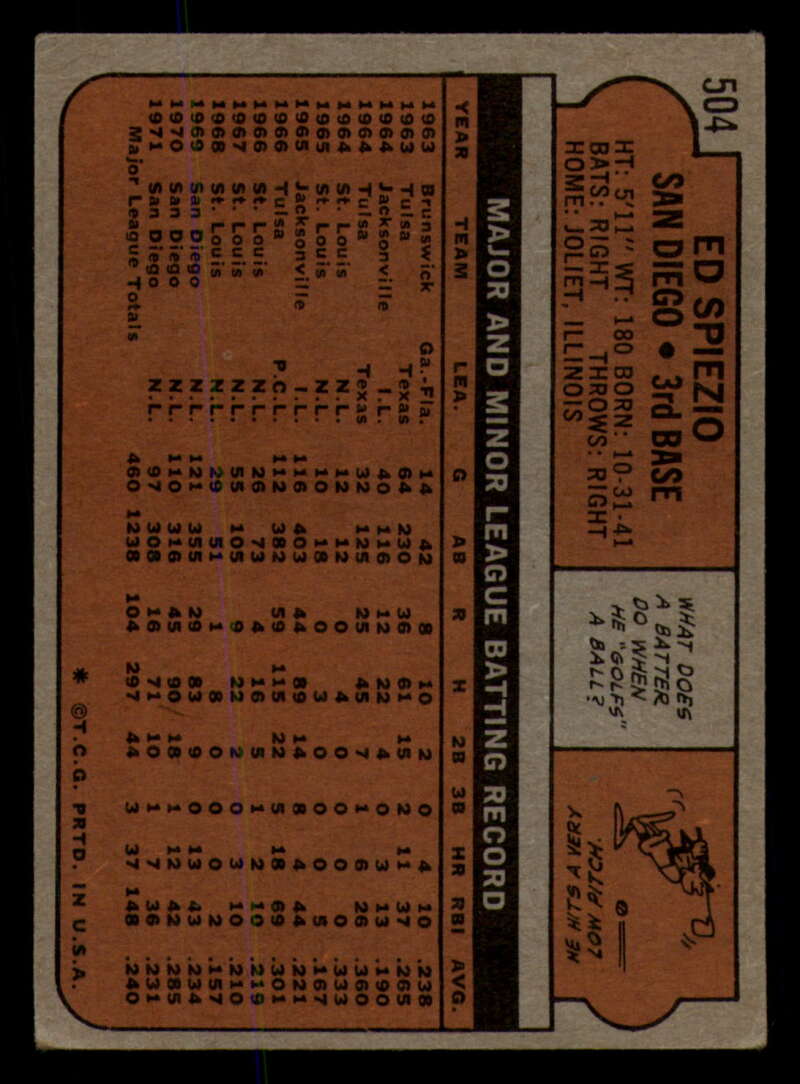 504
ED SPIEZIO
SAN DIEGO • 3rd BASE
HT: 5'11" WT: 180 BORN: 10-31-41
BATS: RIGHT THROWS: RIGHT
HOME: JOLIET, ILLINOIS
WHAT DOES
A BATTER
DO WHEN
HE "GOLFS"
A BALL?
HE HITS A VERY
LOW PITCH.
MAJOR AND MINOR LEAGUE BATTING RECORD
YEAR TEAM LEA. G AB R H 2B 3B HR RBI AVG.
1963 Brunswick Ga.-Fla. 14 42 8 10 2 0 4 10 .238
1963 Tulsa Texas 64 230 36 61 15 2 11 37 .265
1964 Jacksonville I.L. 40 116 12 22 4 0 3 13 .190
1964 Tulsa Texas 32 125 25 45 7 1 6 26 .360
1964 St. Louis N.L. 12 12 0 4 0 0 0 0 .333
1965 St. Louis N.L. 10 18 0 3 0 0 0 5 .167
1965 Jacksonville I.L. 116 403 44 89 14 8 4 44 .221
1966 Tulsa P.C.L. 112 382 59 115 22 5 18 69 .301
1966 St. Louis N.L. 26 73 4 16 5 1 2 10 .219
1967 St. Louis N.L. 55 105 9 22 2 0 3 10 .210
1968 St. Louis N.L. 29 51 1 8 0 0 0 2 .157
1969 San Diego N.L. 121 355 29 83 9 0 13 43 .234
1970 San Diego N.L. 110 316 45 90 18 1 12 42 .285
1971 San Diego N.L. 97 308 16 71 10 1 7 36 .231
Major League Totals 460 1238 104 297 44 3 37 148 .240
* ©T.C.G. PRTD. IN U.S.A.